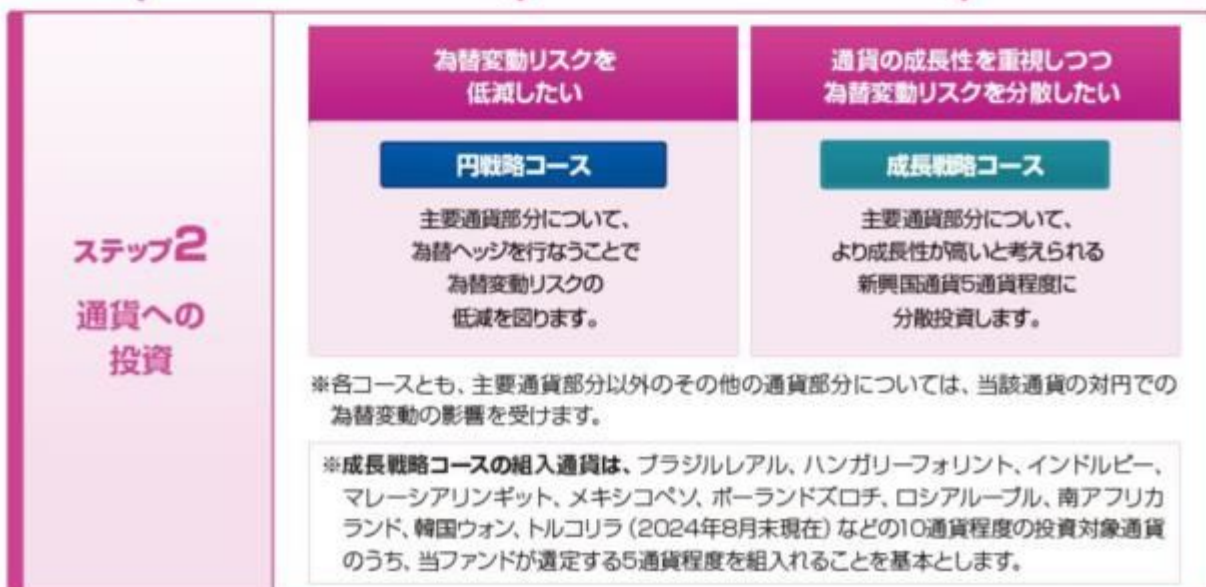 ステップ2
通貨への
投資
為替変動リスクを
低減したい
円戦略コース
主要通貨部分について、
為替ヘッジを行なうことで
為替変動リスクの
低減を図ります。
通貨の成長性を重視しつつ
為替変動リスクを分散したい
成長戦略コース
主要通貨部分について、
より成長性が高いと考えられる
新興国通貨5通貨程度に
分散投資します。
※各コースとも、主要通貨部分以外のその他の通貨部分については、当該通貨の対円での
為替変動の影響を受けます。
※成長戦略コースの組入通貨は、ブラジルレアル、ハンガリーフォリント、インドルピー、
マレーシアリンギット、メキシコペソ、ポーランドズロチ、ロシアルーブル、南アフリカ
ランド、韓国ウォン、トルコリラ（2024年8月末現在）などの10通貨程度の投資対象通貨
のうち、当ファンドが選定する5通貨程度を組入れることを基本とします。